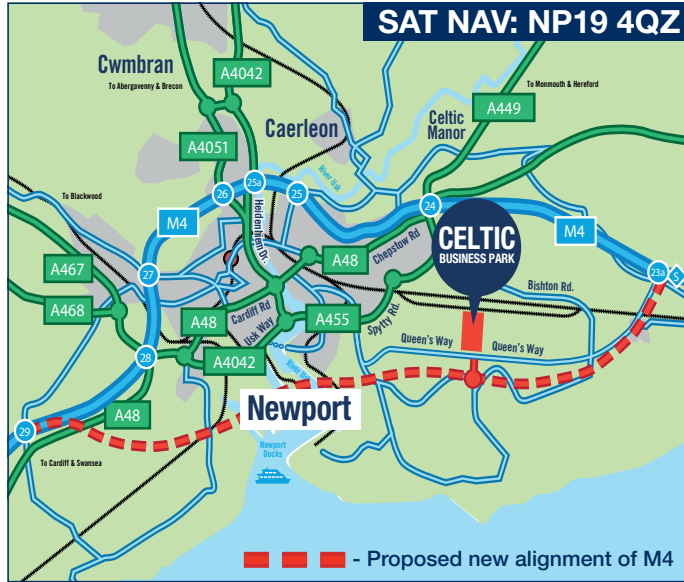 SAT NAV: NP19 4QZ
Cwmbran
To Abergavenny & Brecon
A4042
To Monmouth & Hereford
A449
Caerleon
Celtic
Manor
A4051
River Usk
To Blackwood
26
25a
25
24
M4
Heidenhien Dr.
CELTIC
BUSINESS PARK
M4
A467
27
Chepstow Rd
A48
23a
S
Bishton Rd.
A468
A48
Cardiff Rd
Usk Way
A455
Spytty Rd.
28
A4042
Queen's Way
Queen's Way
River Usk
A48
Newport
29
To Cardiff & Swansea
Newport
Docks
- Proposed new alignment of M4